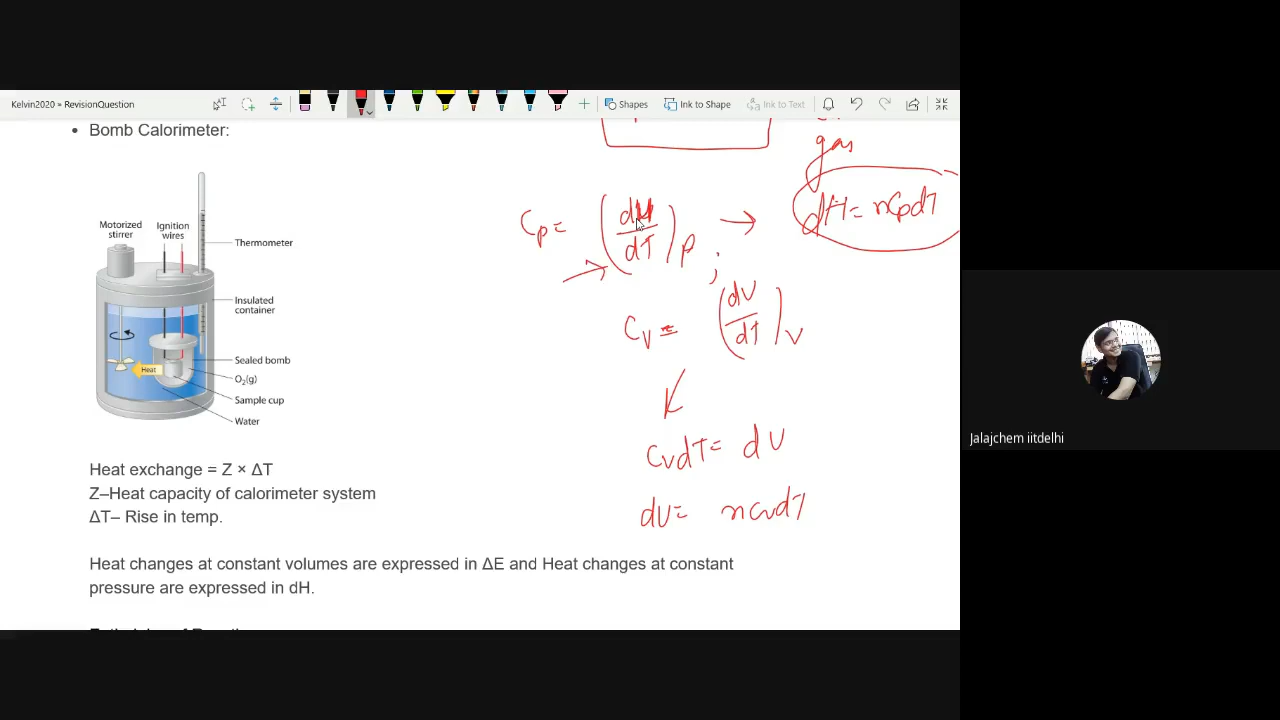 Kelvin2020 » RevisionQuestion
Shapes
Ink to Shape
Ink to Text
• Bomb Calorimeter:
gas
Motorized stirrer
Ignition wires
Thermometer
Insulated container
Sealed bomb
O₂(g)
Sample cup
Water
Heat
Cp = (dH/dT)p → dH = nCpdT
;
Cv = (dU/dT)v
CvdT = dU
dU = nCvdT
Heat exchange = Z × ΔT
Z–Heat capacity of calorimeter system
ΔT– Rise in temp.
Heat changes at constant volumes are expressed in ΔE and Heat changes at constant
pressure are expressed in dH.
Jalajchem iitdelhi